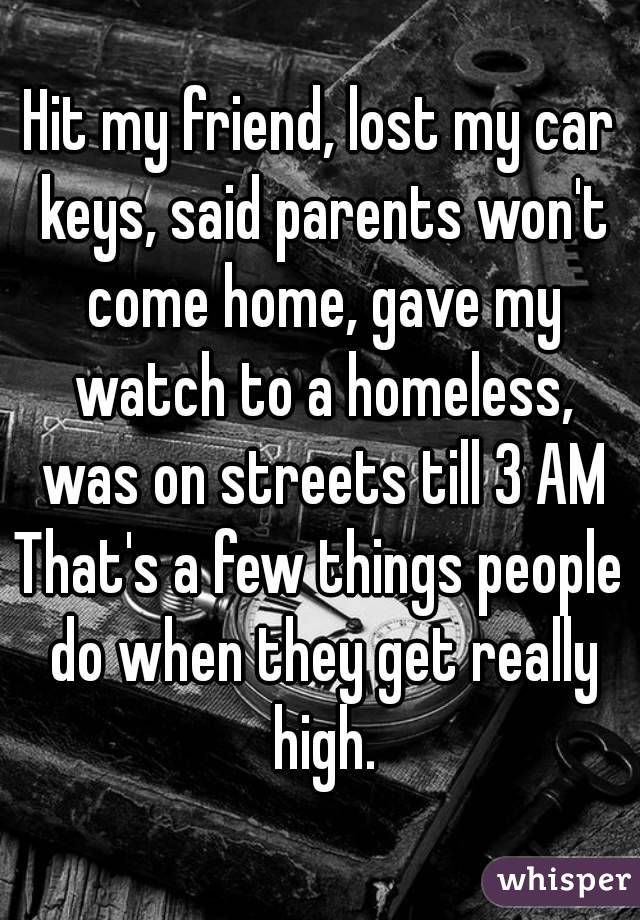 Hit my friend, lost my car
keys, said parents won't
come home, gave my
watch to a homeless,
was on streets till 3 AM
That's a few things people
do when they get really
high.
whisper